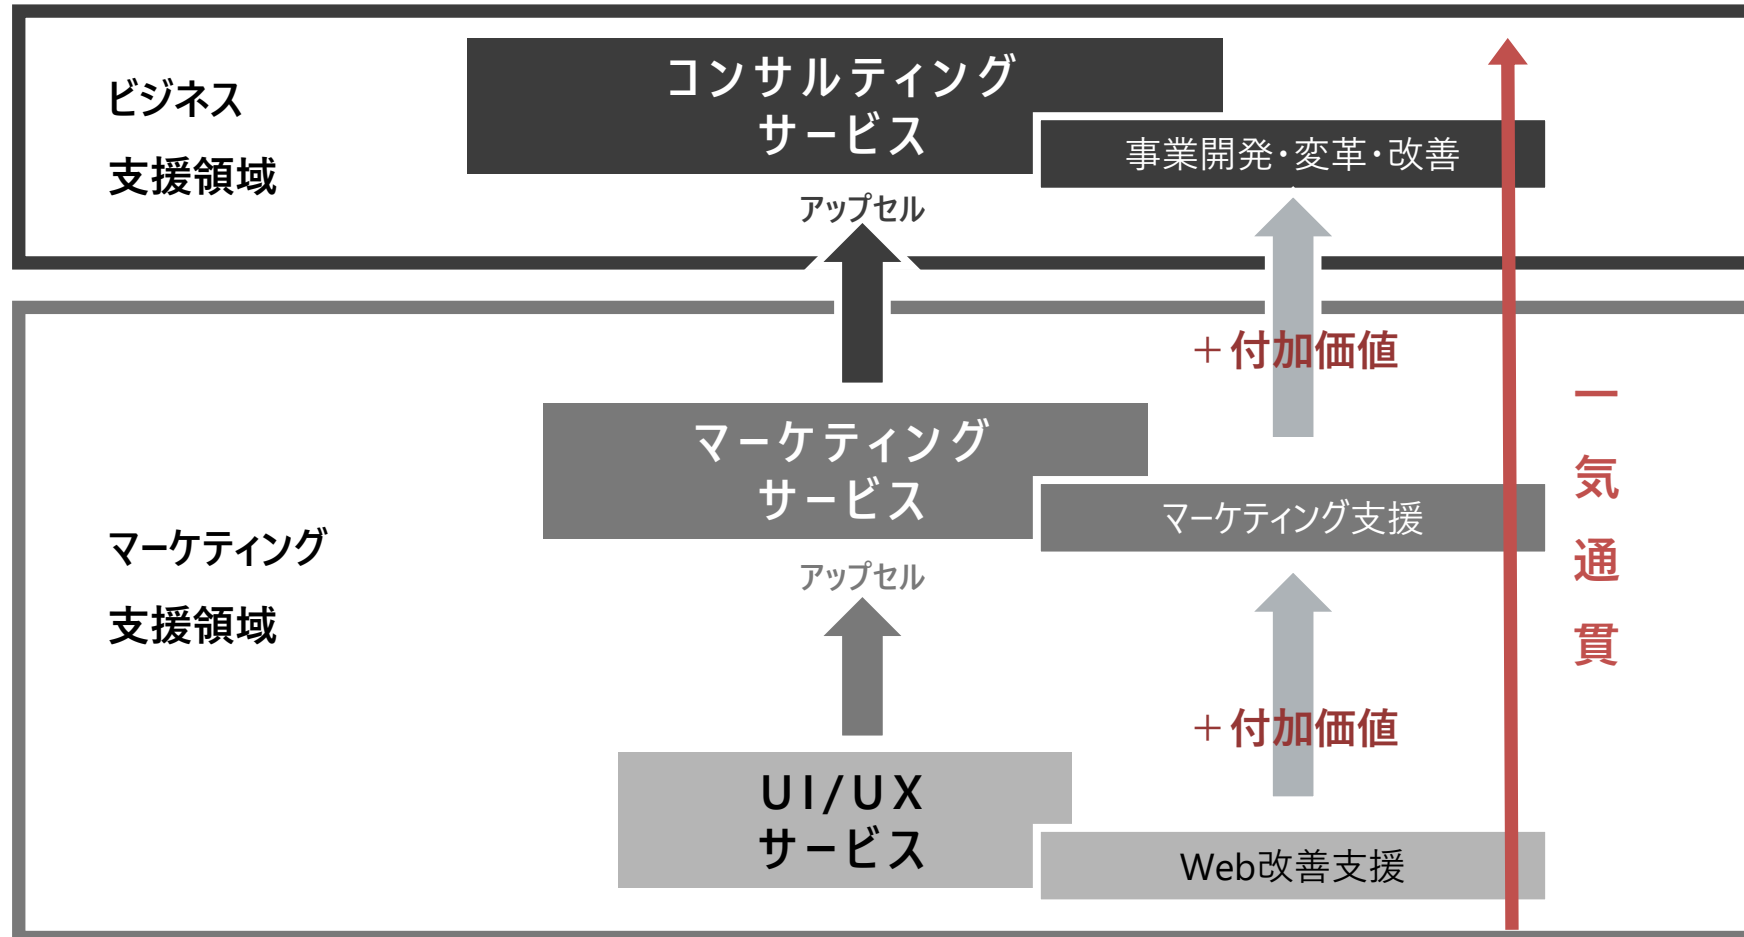 ビジネス
支援領域
コンサルティング
サービス
事業開発・変革・改善
アップセル
＋付加価値
マーケティング
支援領域
マーケティング
サービス
マーケティング支援
アップセル
＋付加価値
UI/UX
サービス
Web改善支援
一
気
通
貫